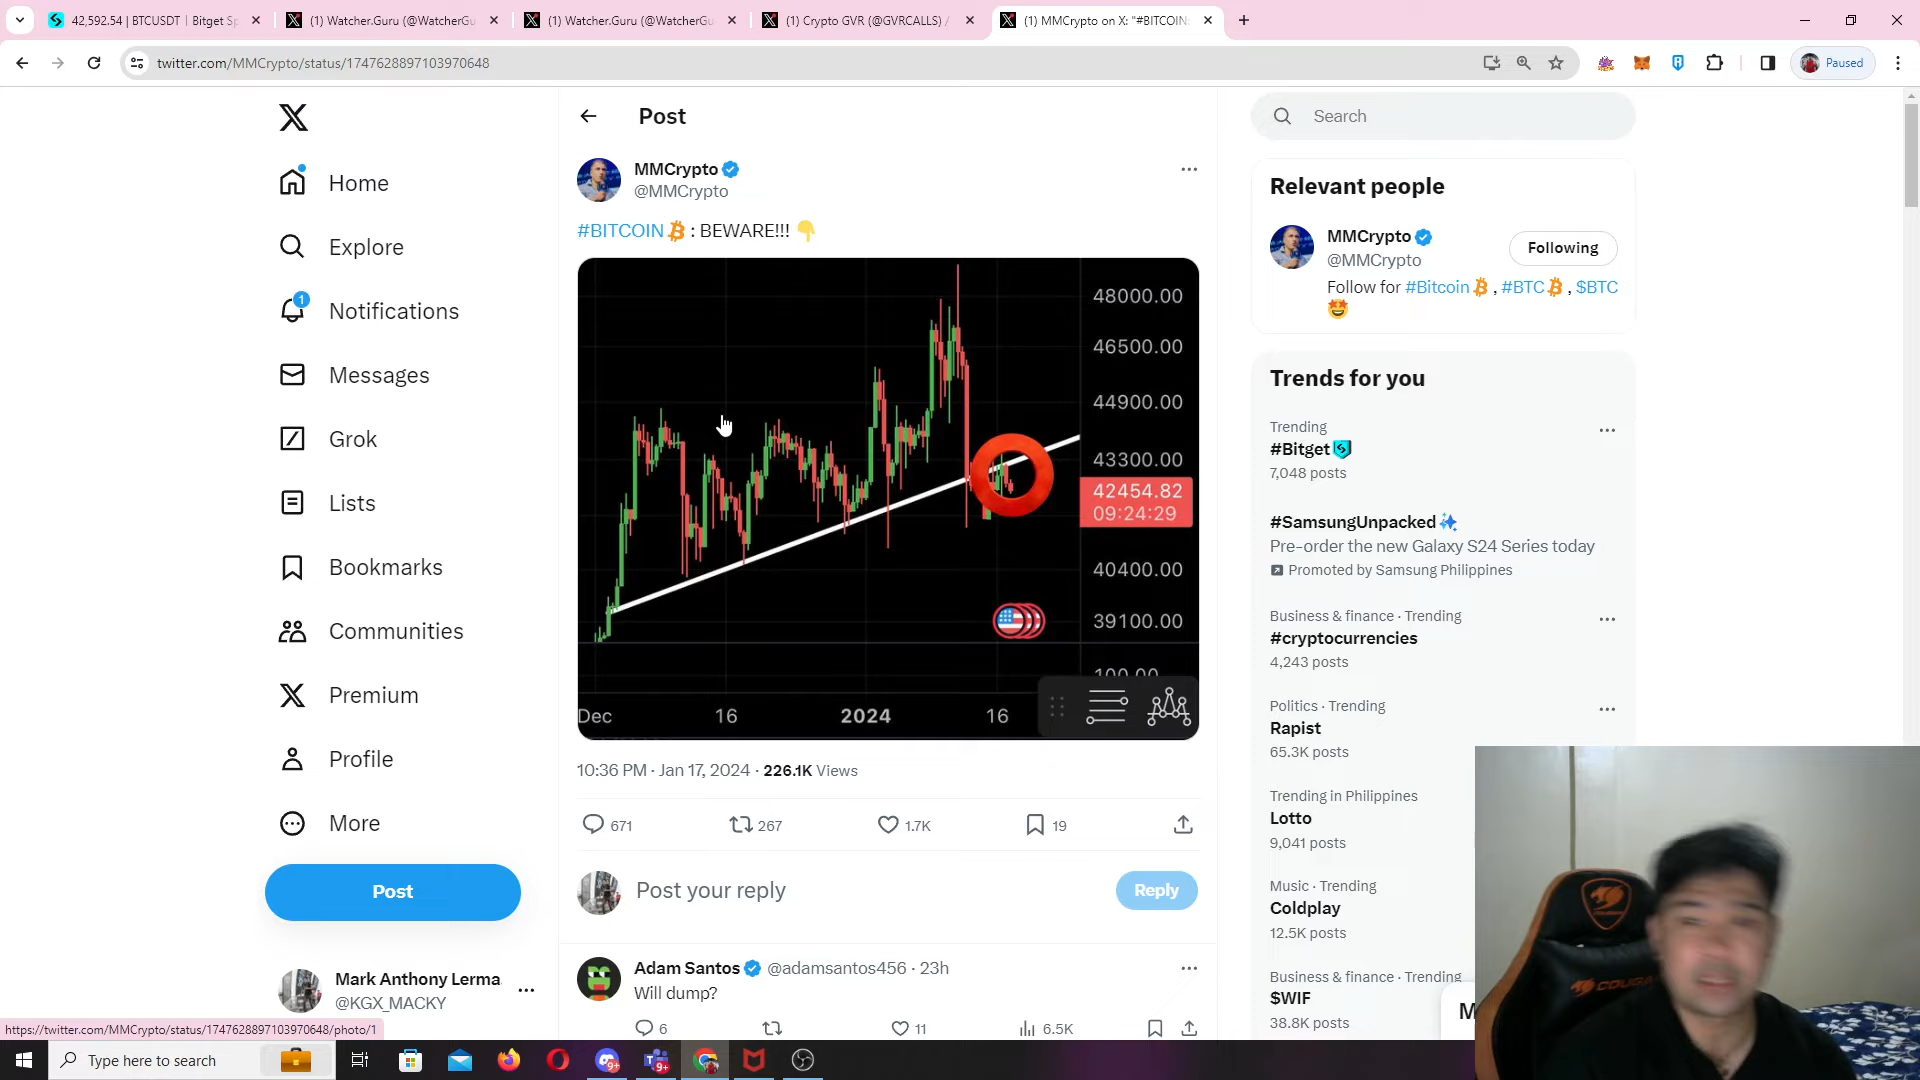 42,592.54 | BTCUSDT | Bitget Sp
(1) Watcher.Guru (@WatcherGu
(1) Watcher.Guru (@WatcherGu
(1) Crypto GVR (@GVRCALLS) /
(1) MMCrypto on X: "#BITCOIN:
twitter.com/MMCrypto/status/1747628897103970648
Paused
Home
Explore
1
Notifications
Messages
Grok
Lists
Bookmarks
Communities
Premium
Profile
More
Post
Mark Anthony Lerma
@KGX_MACKY
https://twitter.com/MMCrypto/status/1747628897103970648/photo/1
Post
MMCrypto
@MMCrypto
#BITCOIN : BEWARE!!!
48000.00
46500.00
44900.00
43300.00
42454.82
09:24:29
40400.00
39100.00
100.00
Dec
16
2024
16
10:36 PM · Jan 17, 2024 · 226.1K Views
671
267
1.7K
19
Post your reply
Reply
Adam Santos @adamsantos456 · 23h
Will dump?
6
11
6.5K
Search
Relevant people
MMCrypto
Following
@MMCrypto
Follow for #Bitcoin , #BTC , $BTC
Trends for you
Trending
#Bitget
7,048 posts
#SamsungUnpacked
Pre-order the new Galaxy S24 Series today
Promoted by Samsung Philippines
Business & finance · Trending
#cryptocurrencies
4,243 posts
Politics · Trending
Rapist
65.3K posts
Trending in Philippines
Lotto
9,041 posts
Music · Trending
Coldplay
12.5K posts
Business & finance · Trending
$WIF
38.8K posts
M
COUGAR
Type here to search
9+
9+